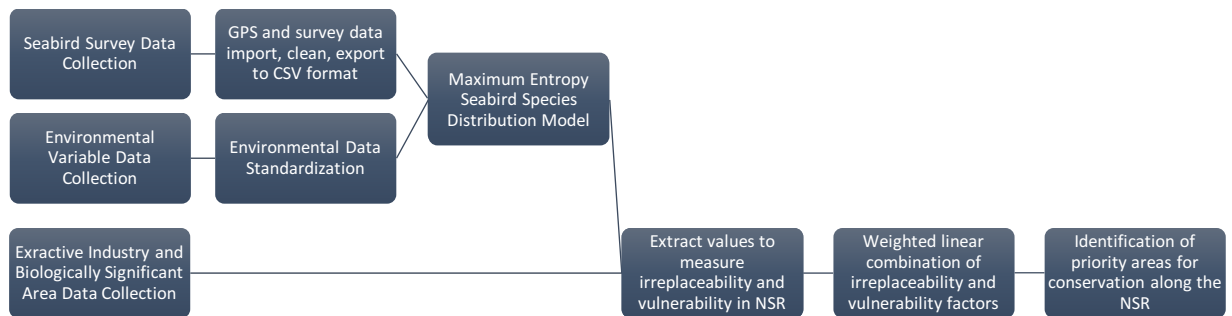 Seabird Survey Data
Collection
GPS and survey data
import, clean, export
to CSV format
Maximum Entropy
Seabird Species
Distribution Model
Environmental
Variable Data
Collection
Environmental Data
Standardization
Exractive Industry and
Biologically Significant
Area Data Collection
Extract values to
measure
irreplaceability and
vulnerability in NSR
Weighted linear
combination of
irreplaceability and
vulnerability factors
Identification of
priority areas for
conservation along the
NSR